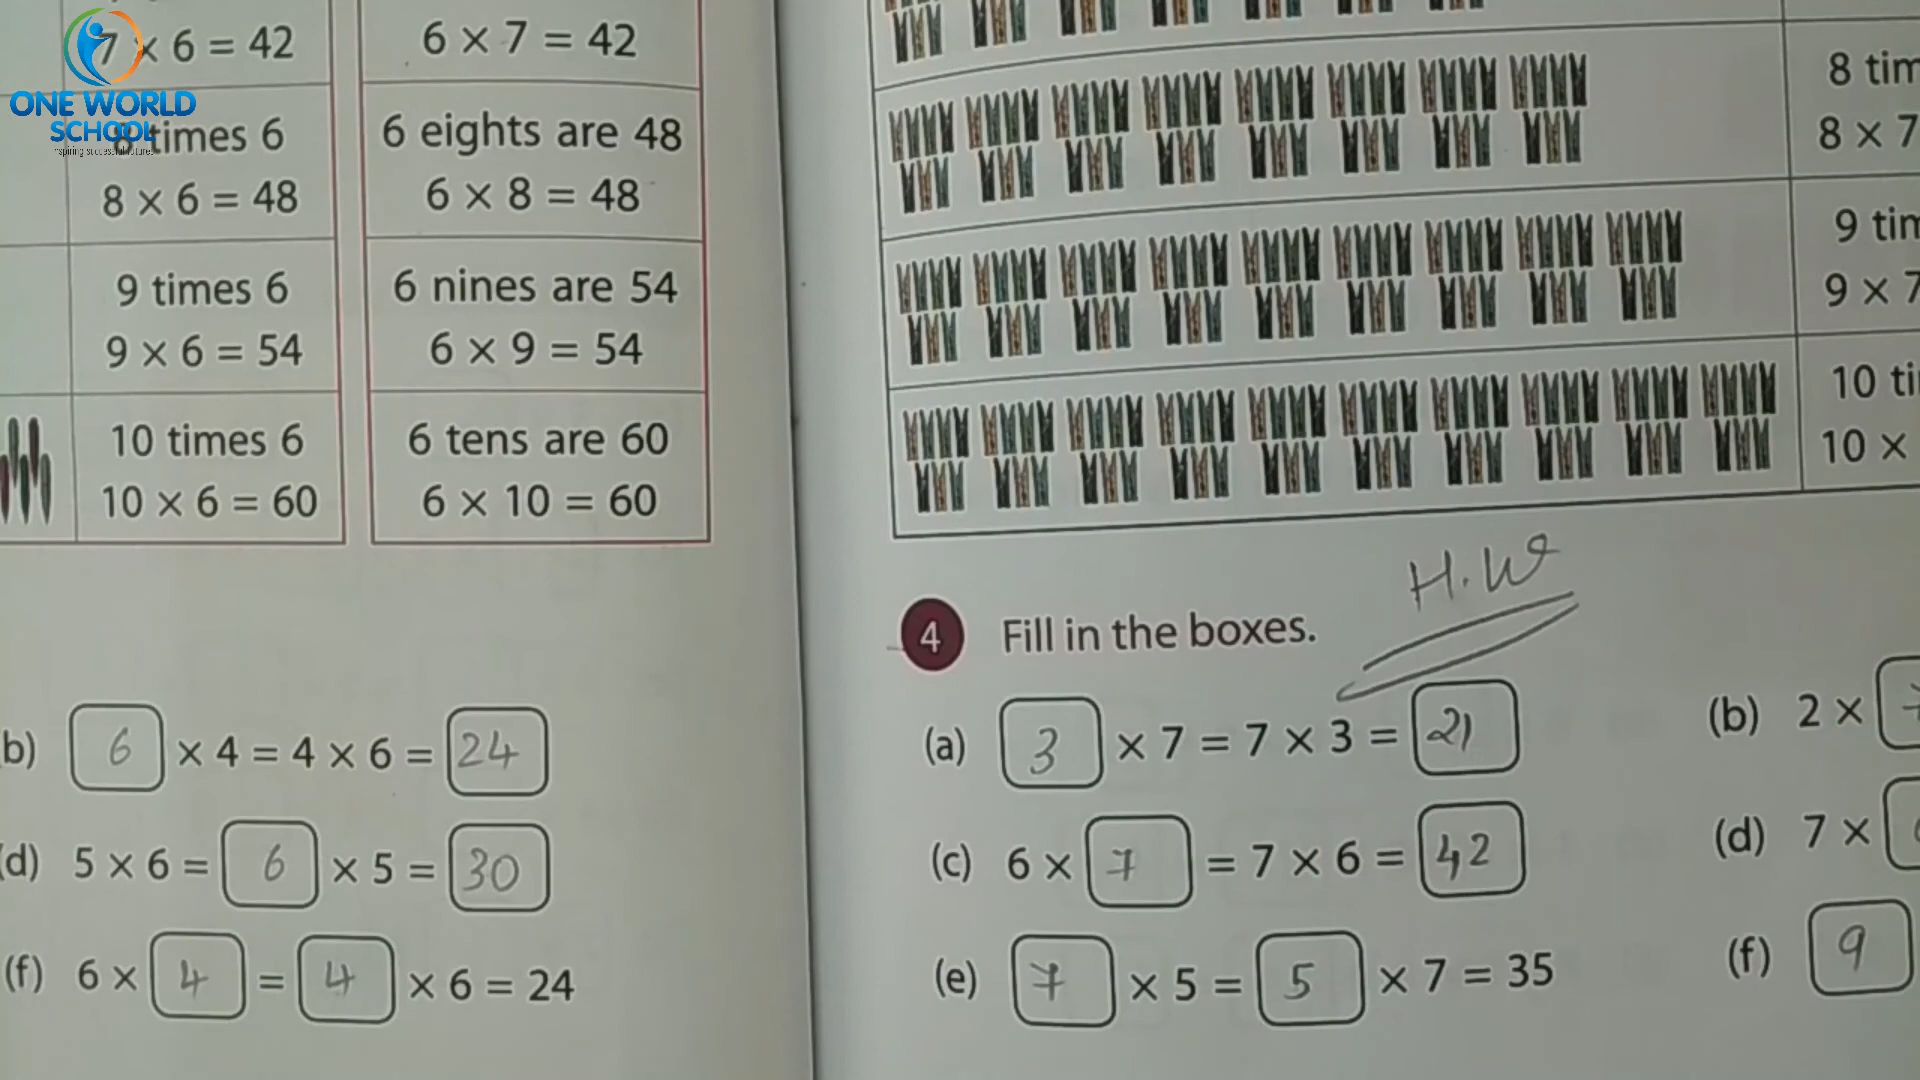 ONE WORLD
SCHOOL
7 × 6 = 42
8 times 6
8 × 6 = 48
9 times 6
9 × 6 = 54
10 times 6
10 × 6 = 60
6 × 7 = 42
6 eights are 48
6 × 8 = 48
6 nines are 54
6 × 9 = 54
6 tens are 60
6 × 10 = 60
b) 6 × 4 = 4 × 6 = 24
(d) 5 × 6 = 6 × 5 = 30
(f) 6 × 4 = 4 × 6 = 24
8 tim
8 × 7
9 tim
9 × 7
10 ti
10 ×
H.W
4 Fill in the boxes.
(a) 3 × 7 = 7 × 3 = 21
(b) 2 × 7
(c) 6 × 7 = 7 × 6 = 42
(d) 7 ×
(e) 7 × 5 = 5 × 7 = 35
(f) 9